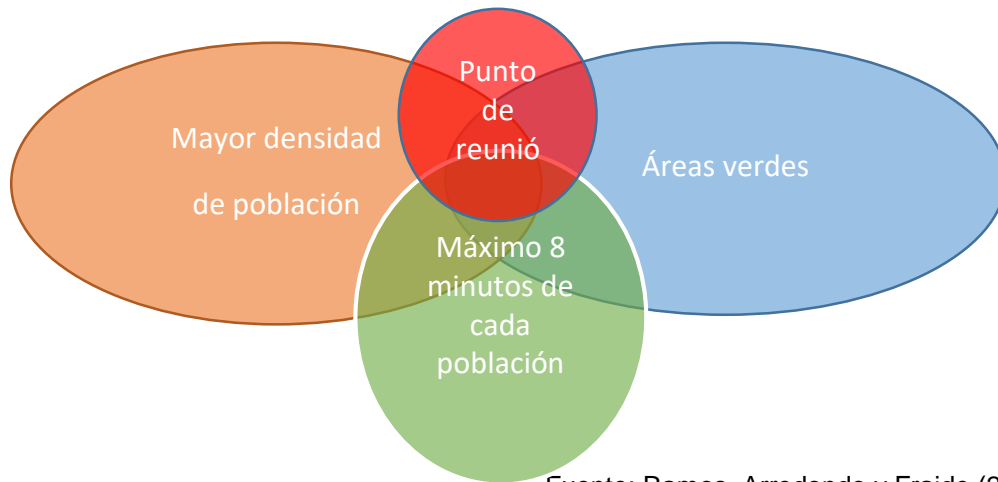 Punto
de
reunió
Mayor densidad
de población
Áreas verdes
Máximo 8
minutos de
cada
población
Fuente: Ramos, Arredondo y Fraide (2